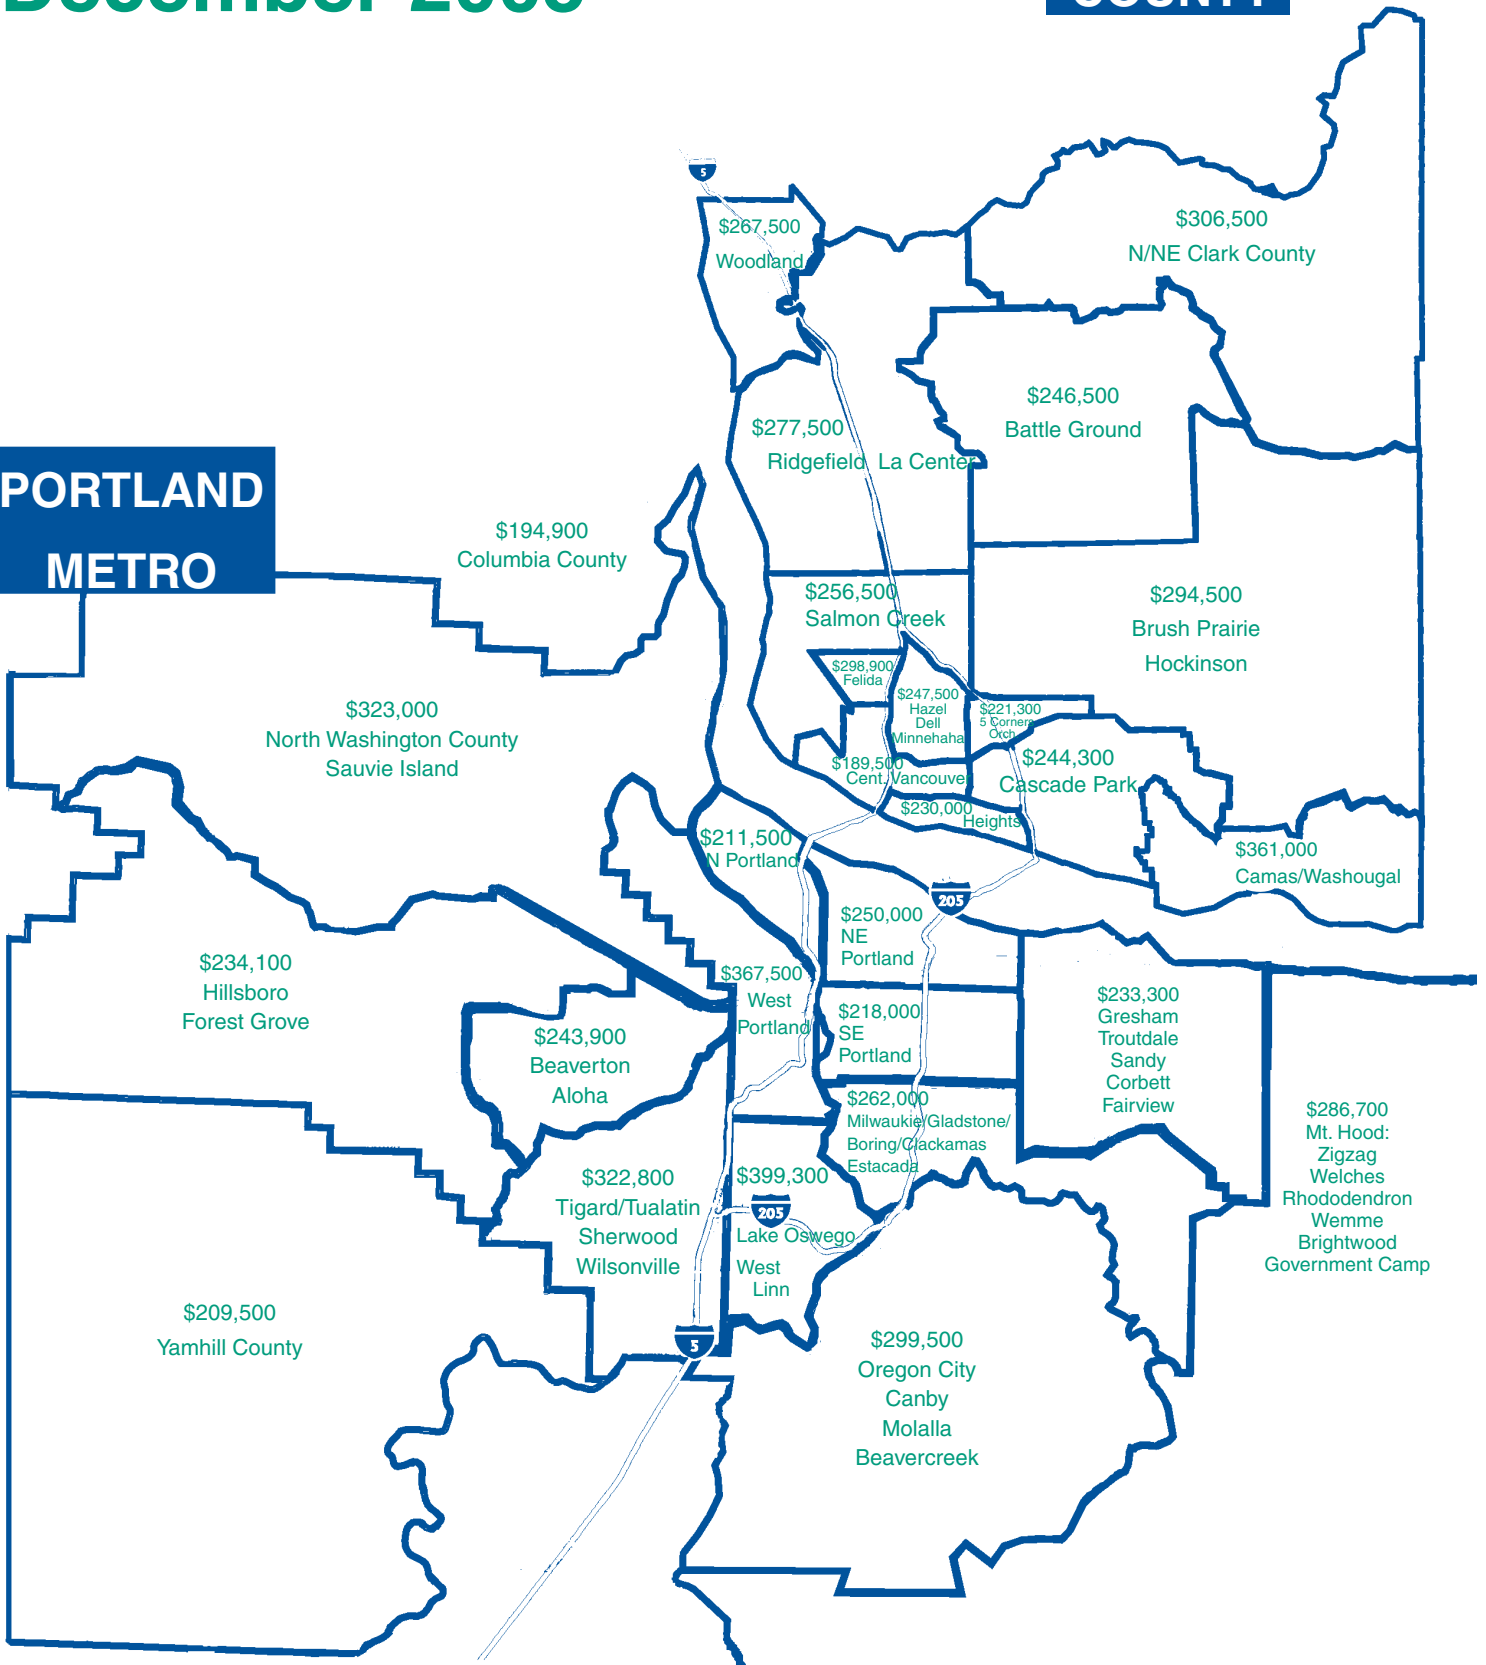 COUNTY
5
$267,500
Woodland
$306,500
N/NE Clark County
$246,500
Battle Ground
$277,500
Ridgefield La Center
PORTLAND
METRO
$194,900
Columbia County
$256,500
Salmon Creek
$294,500
Brush Prairie
Hockinson
$298,900
Felida
$247,500
Hazel
Dell
Minnehaha
$221,300
5 Corners
Orch
$323,000
North Washington County
Sauvie Island
$189,500
Cent. Vancouver
$244,300
Cascade Park
$230,000
Heights
$211,500
N Portland
$361,000
Camas/Washougal
205
$250,000
NE
Portland
$234,100
Hillsboro
Forest Grove
$367,500
West
Portland
$218,000
SE
Portland
$243,900
Beaverton
Aloha
$233,300
Gresham
Troutdale
Sandy
Corbett
Fairview
$262,000
Milwaukie/Gladstone/
Boring/Clackamas
Estacada
$286,700
Mt. Hood:
Zigzag
Welches
Rhododendron
Wemme
Brightwood
Government Camp
$322,800
Tigard/Tualatin
Sherwood
Wilsonville
$399,300
205
Lake Oswego
West
Linn
5
$209,500
Yamhill County
$299,500
Oregon City
Canby
Molalla
Beavercreek